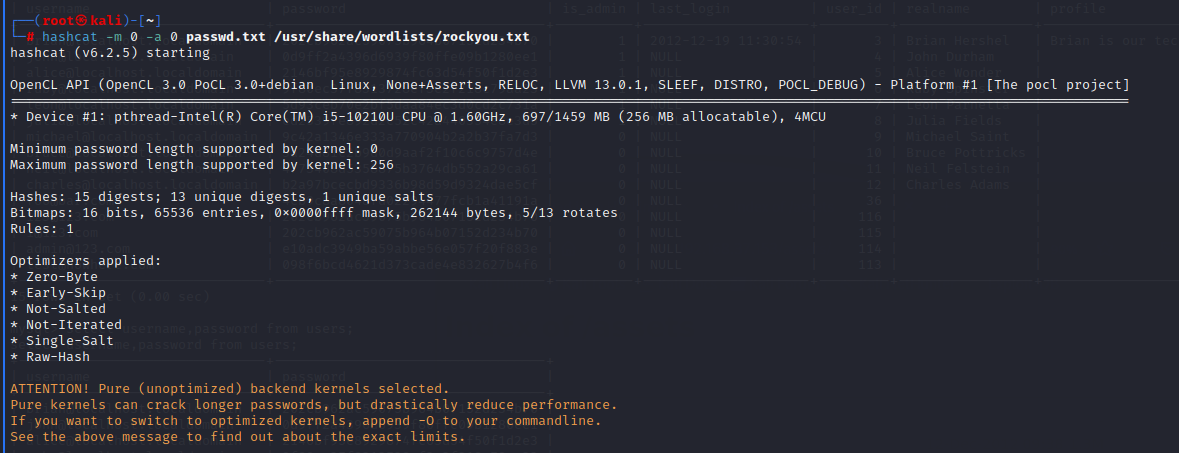 ┌──(root㉿kali)-[~]
└─# hashcat -m 0 -a 0 passwd.txt /usr/share/wordlists/rockyou.txt
hashcat (v6.2.5) starting
OpenCL API (OpenCL 3.0 PoCL 3.0+debian  Linux, None+Asserts, RELOC, LLVM 13.0.1, SLEEF, DISTRO, POCL_DEBUG) - Platform #1 [The pocl project]
* Device #1: pthread-Intel(R) Core(TM) i5-10210U CPU @ 1.60GHz, 697/1459 MB (256 MB allocatable), 4MCU
Minimum password length supported by kernel: 0
Maximum password length supported by kernel: 256
Hashes: 15 digests; 13 unique digests, 1 unique salts
Bitmaps: 16 bits, 65536 entries, 0×0000ffff mask, 262144 bytes, 5/13 rotates
Rules: 1
Optimizers applied:
* Zero-Byte
* Early-Skip
* Not-Salted
* Not-Iterated
* Single-Salt
* Raw-Hash
ATTENTION! Pure (unoptimized) backend kernels selected.
Pure kernels can crack longer passwords, but drastically reduce performance.
If you want to switch to optimized kernels, append -O to your commandline.
See the above message to find out about the exact limits.